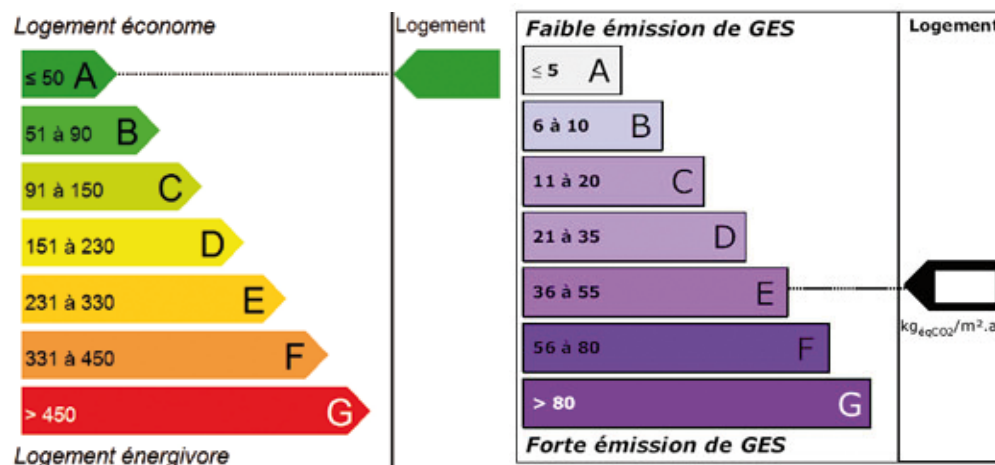 Logement économe
Logement
≤ 50 A
51 à 90 B
91 à 150 C
151 à 230 D
231 à 330 E
331 à 450 F
> 450 G
Logement énergivore
Faible émission de GES
Logement
≤ 5 A
6 à 10 B
11 à 20 C
21 à 35 D
36 à 55 E
kgéqCO2/m².a
56 à 80 F
> 80 G
Forte émission de GES